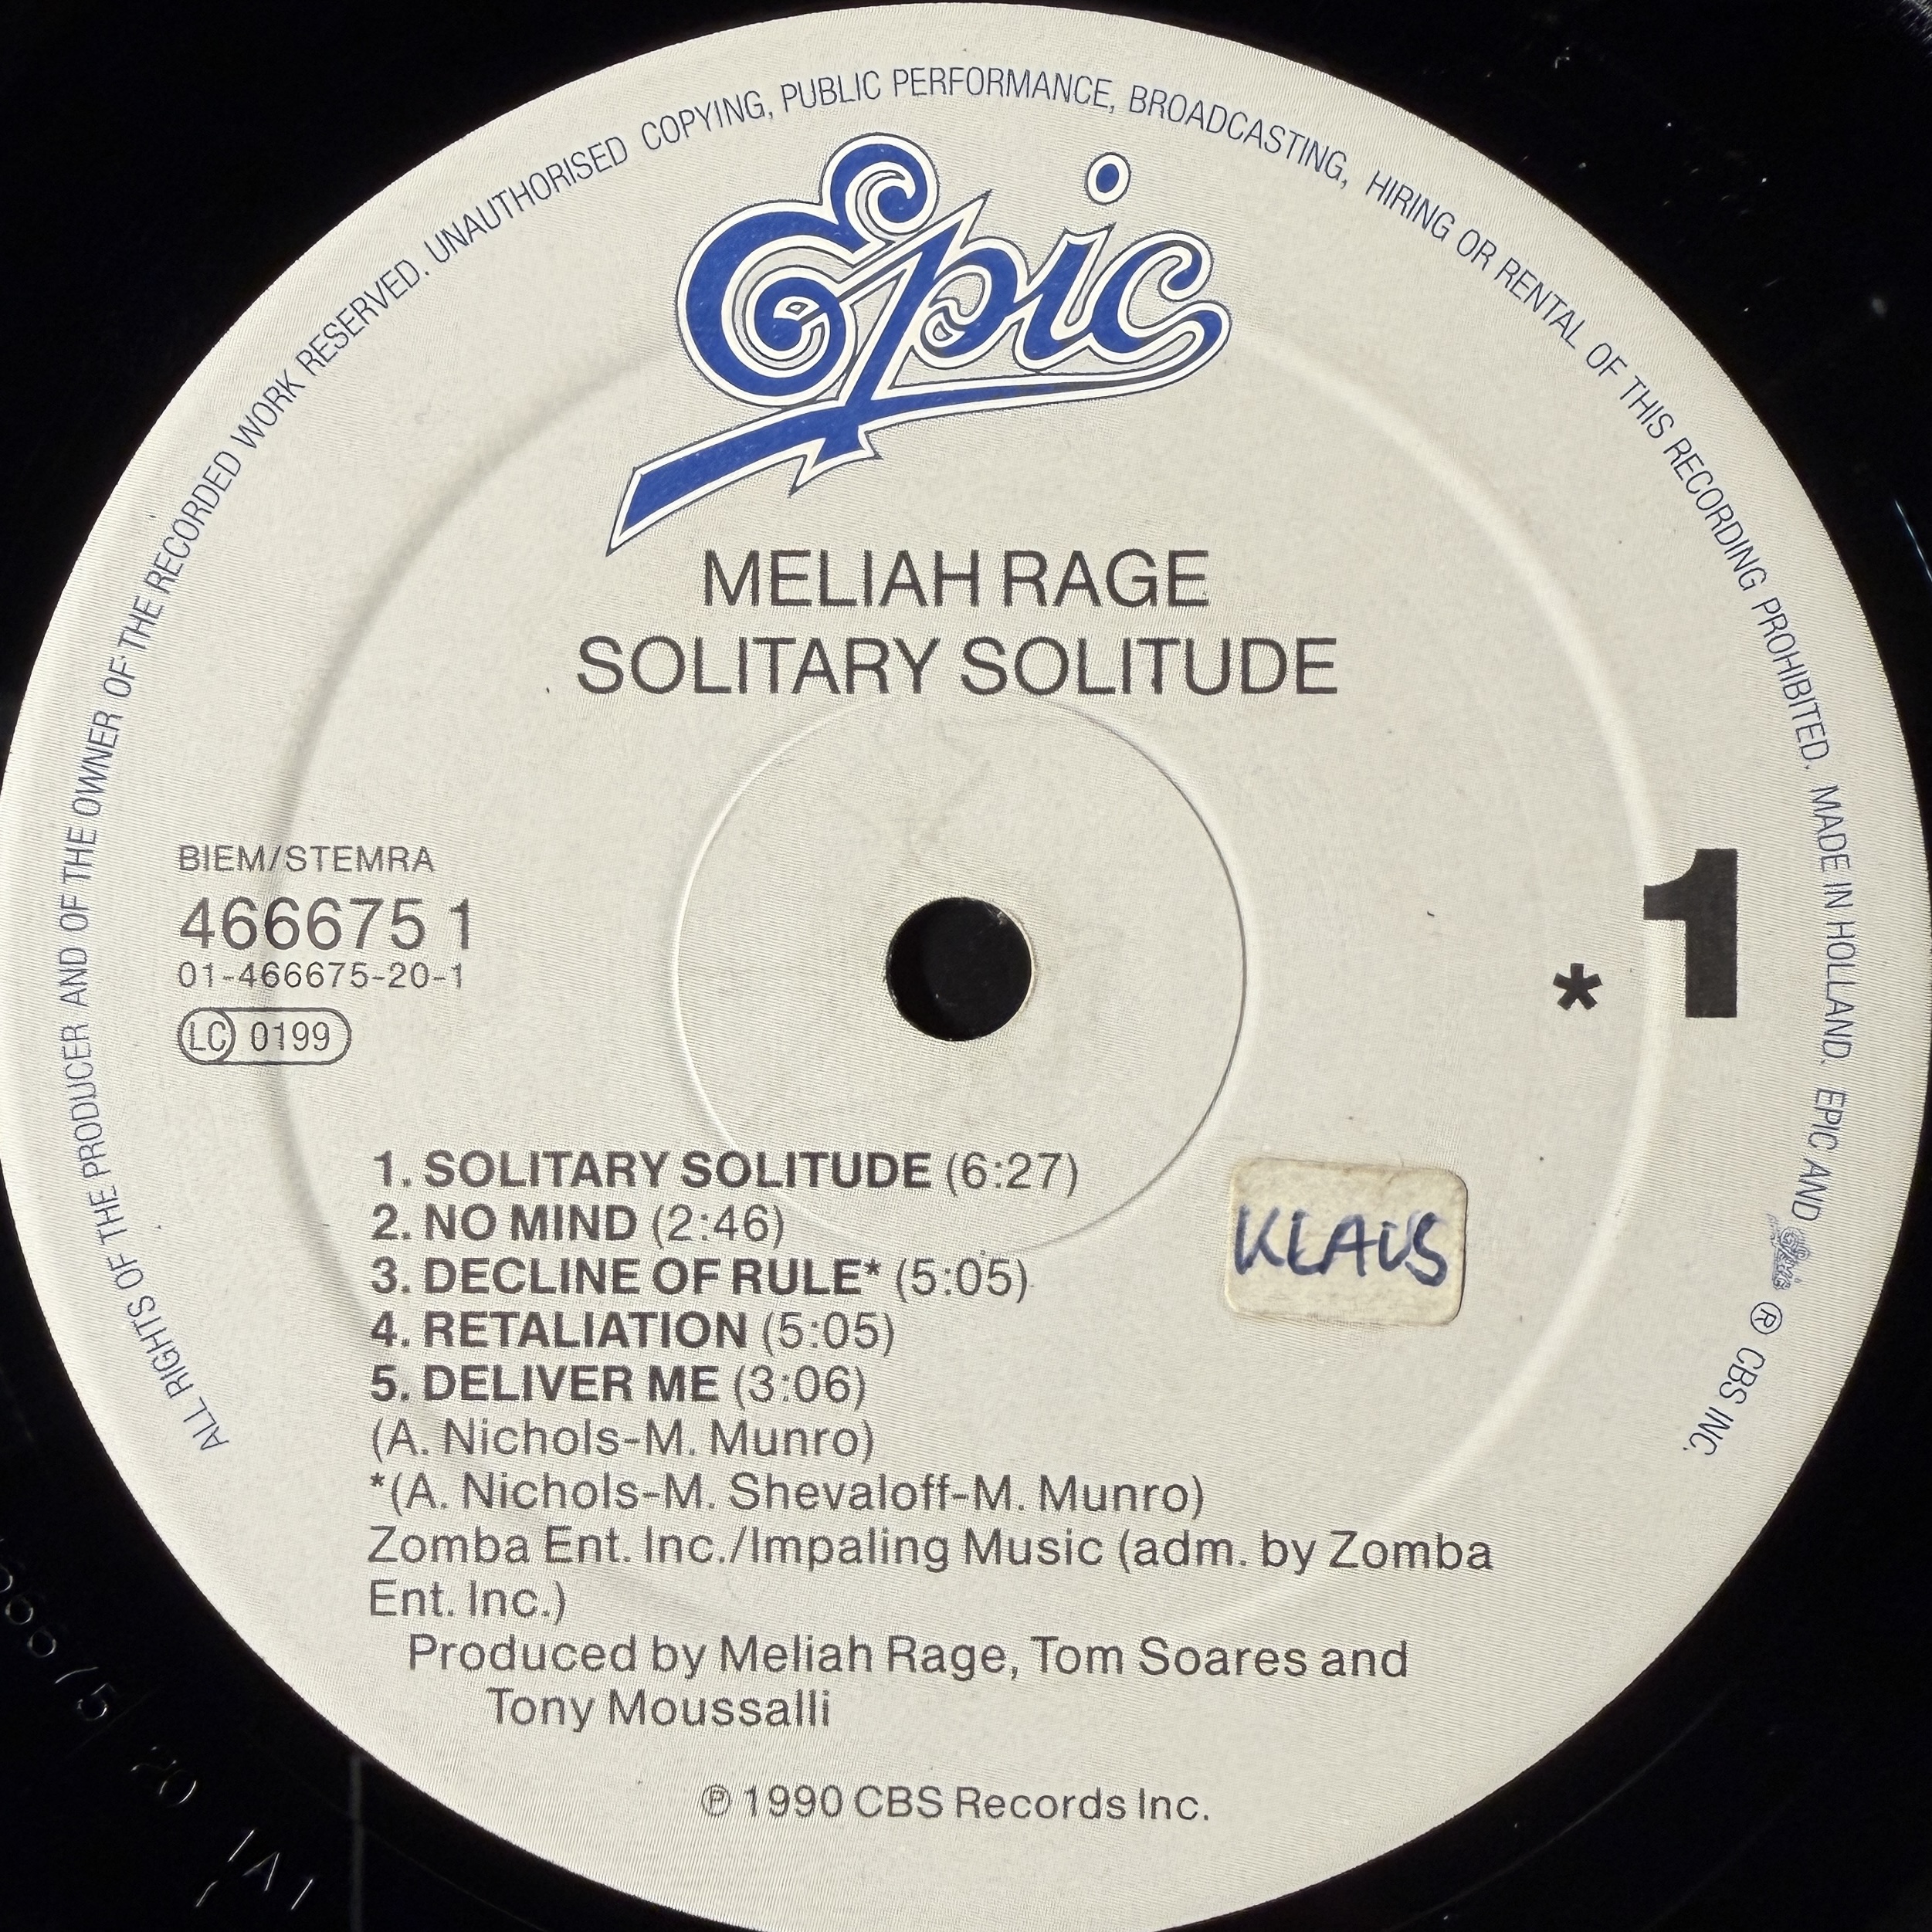 ALL RIGHTS OF THE PRODUCER AND OF THE OWNER OF THE RECORDED WORK RESERVED. UNAUTHORISED COPYING, PUBLIC PERFORMANCE, BROADCASTING, HIRING OR RENTAL OF THIS RECORDING PROHIBITED. MADE IN HOLLAND. EPIC AND Epic ® CBS INC.
Epic
MELIAH RAGE
SOLITARY SOLITUDE
BIEM/STEMRA
466675 1
01-466675-20-1
LC 0199
* 1
1. SOLITARY SOLITUDE (6:27)
2. NO MIND (2:46)
3. DECLINE OF RULE* (5:05)
4. RETALIATION (5:05)
5. DELIVER ME (3:06)
(A. Nichols-M. Munro)
*(A. Nichols-M. Shevaloff-M. Munro)
Zomba Ent. Inc./Impaling Music (adm. by Zomba
Ent. Inc.)
Produced by Meliah Rage, Tom Soares and
Tony Moussalli
KLAUS
℗ 1990 CBS Records Inc.